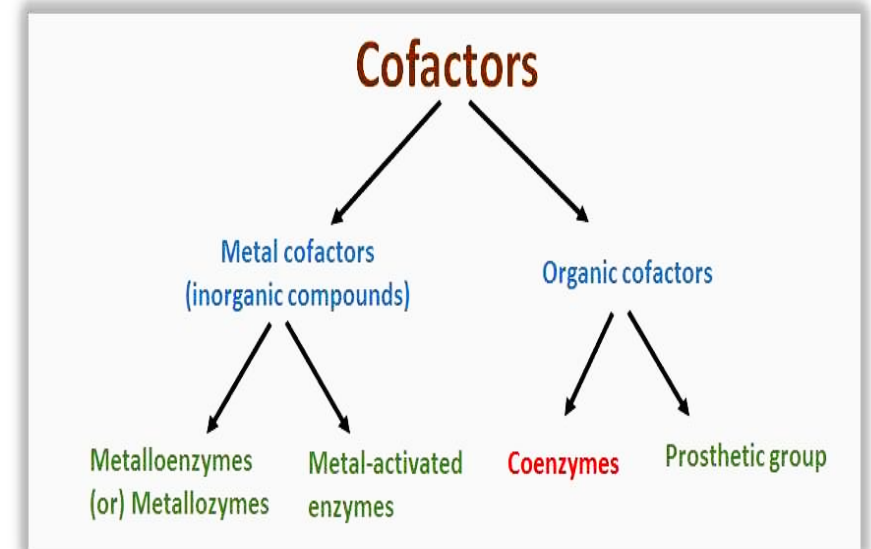 Cofactors
Metal cofactors
(inorganic compounds)
Organic cofactors
Metalloenzymes
(or) Metallozymes
Metal-activated
enzymes
Coenzymes
Prosthetic group